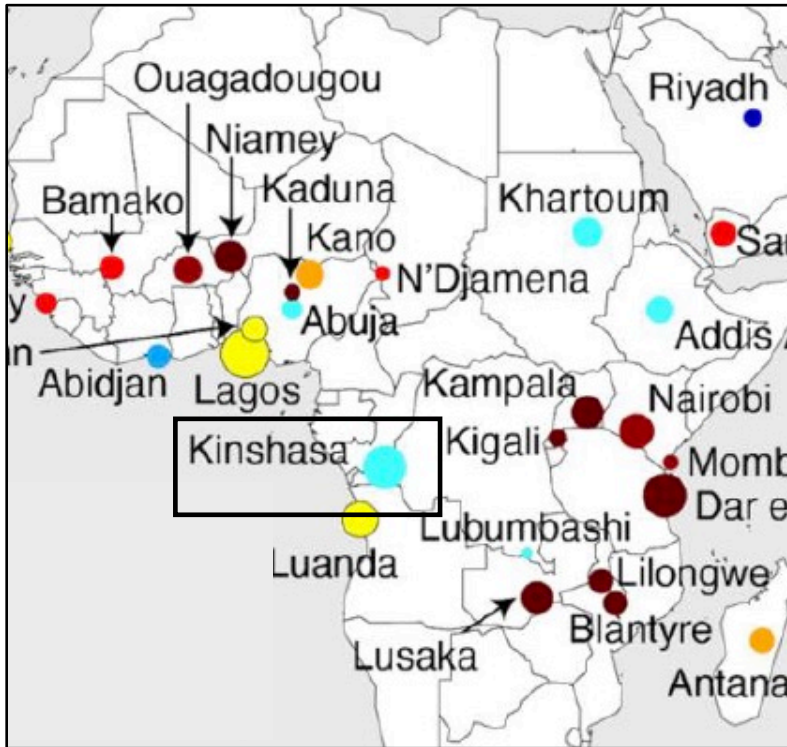 Ouagadougou
Riyadh
Niamey
Kaduna
Bamako
Khartoum
Kano
N'Djamena
San
y
Abuja
Addis A
n
Abidjan
Lagos
Kampala
Nairobi
Kinshasa
Kigali
Momb
Dar e
Lubumbashi
Luanda
Lilongwe
Blantyre
Lusaka
Antana